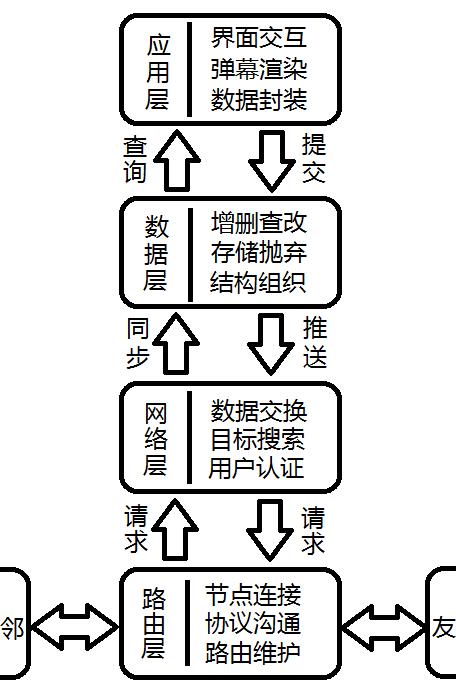 应用层
界面交互
弹幕渲染
数据封装
查询
提交
数据层
增删查改
存储抛弃
结构组织
同步
推送
网络层
数据交换
目标搜索
用户认证
请求
请求
路由层
节点连接
协议沟通
路由维护
邻
友